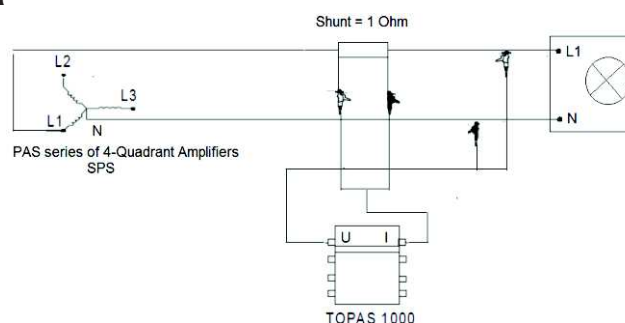 Shunt = 1 Ohm
L1
L2
L3
L1
N
N
PAS series of 4-Quadrant Amplifiers
SPS
U I
TOPAS 1000